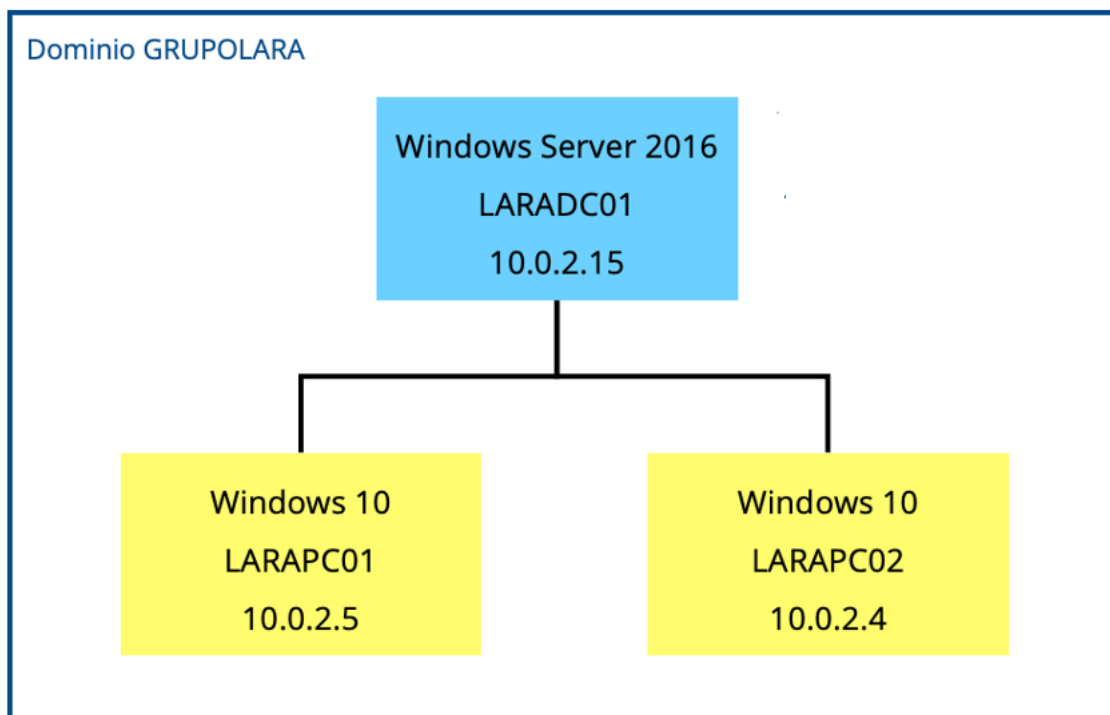 Dominio GRUPOLARA
Windows Server 2016
LARADC01
10.0.2.15
Windows 10
LARAPC01
10.0.2.5
Windows 10
LARAPC02
10.0.2.4